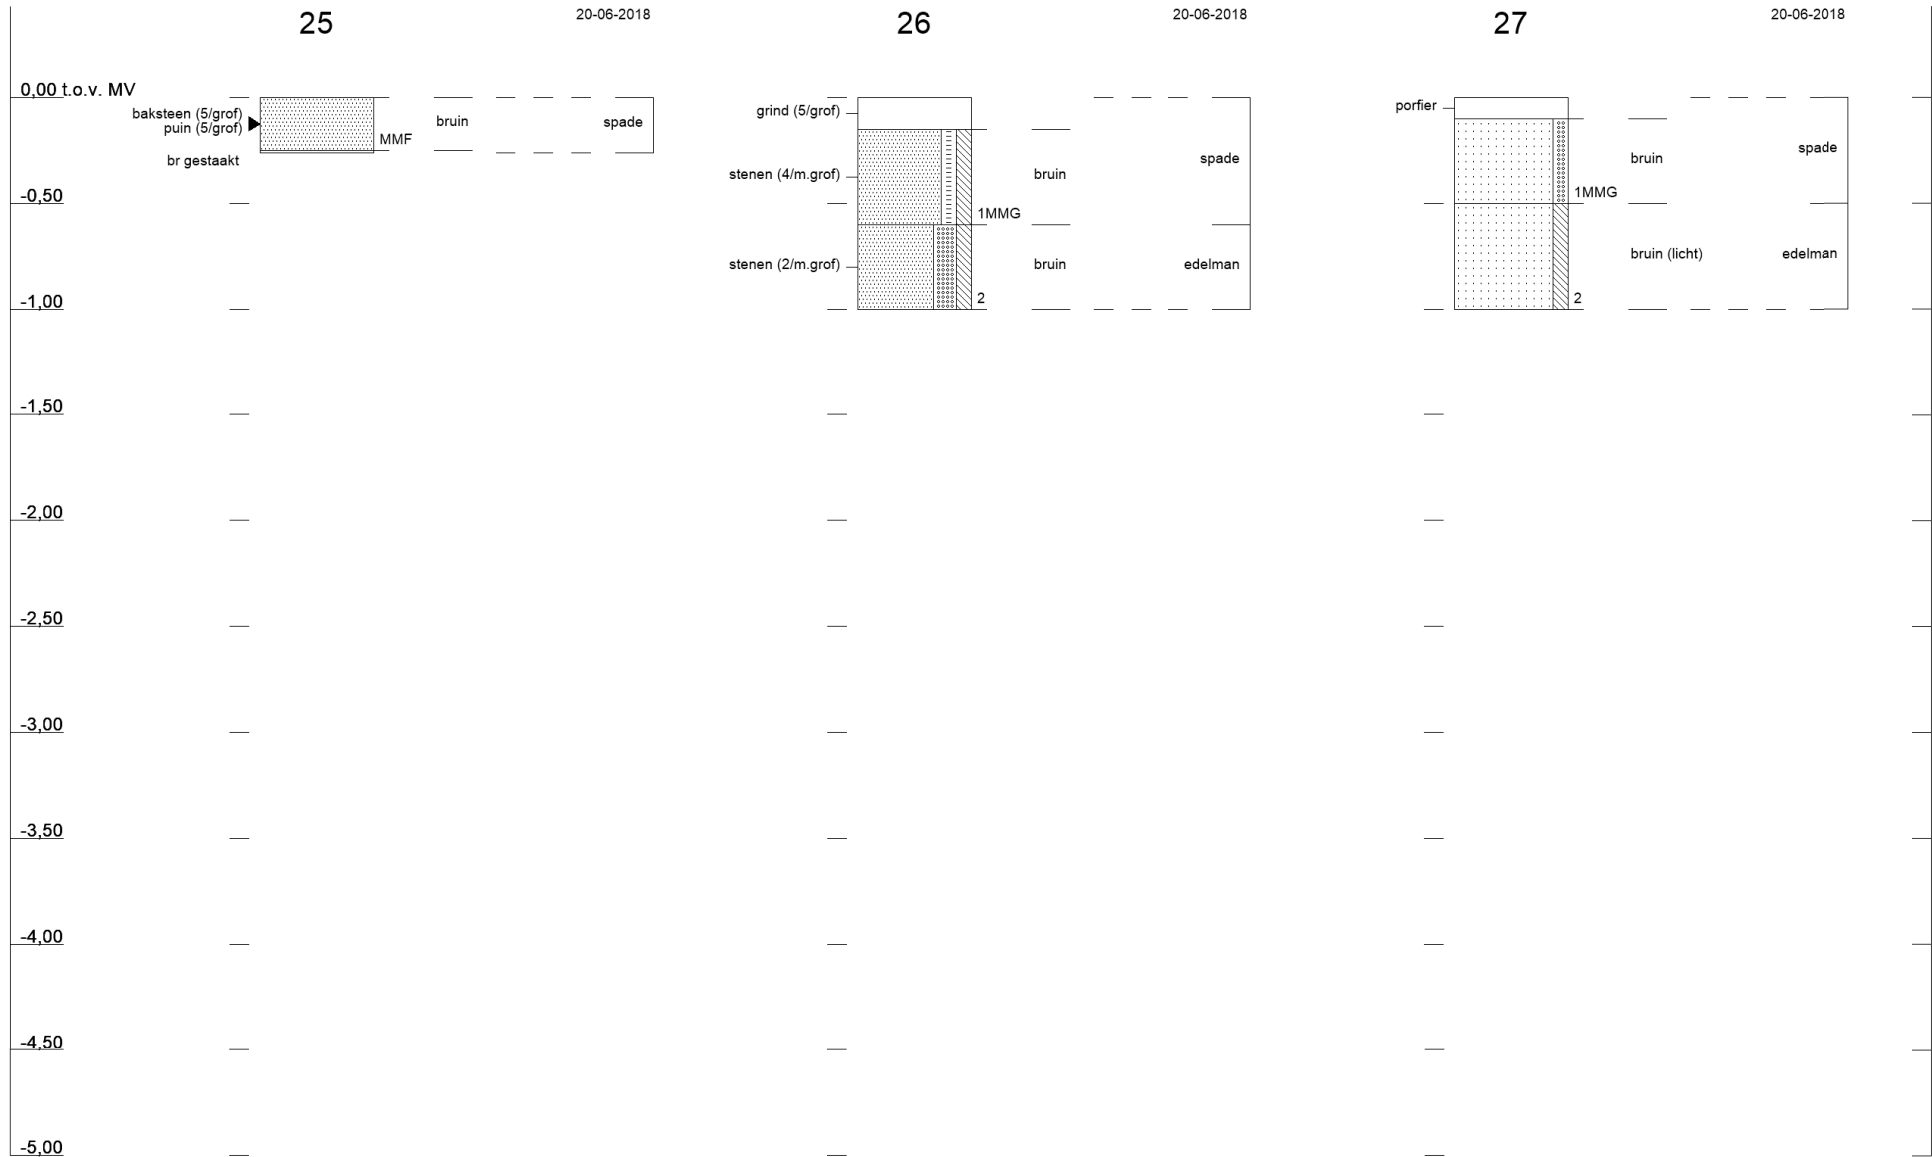 25
20-06-2018
26
20-06-2018
27
20-06-2018
0,00 t.o.v. MV
baksteen (5/grof)
puin (5/grof)
MMF
bruin
spade
br gestaakt
grind (5/grof)
stenen (4/m.grof)
bruin
spade
1MMG
stenen (2/m.grof)
bruin
edelman
2
porfier
bruin
spade
1MMG
bruin (licht)
edelman
2
-0,50
-1,00
-1,50
-2,00
-2,50
-3,00
-3,50
-4,00
-4,50
-5,00